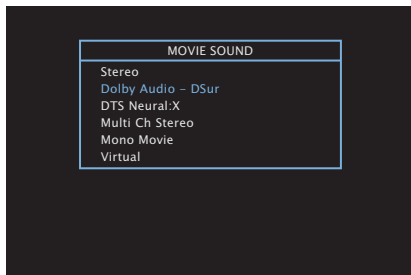 MOVIE SOUND
Stereo
Dolby Audio – DSur
DTS Neural:X
Multi Ch Stereo
Mono Movie
Virtual